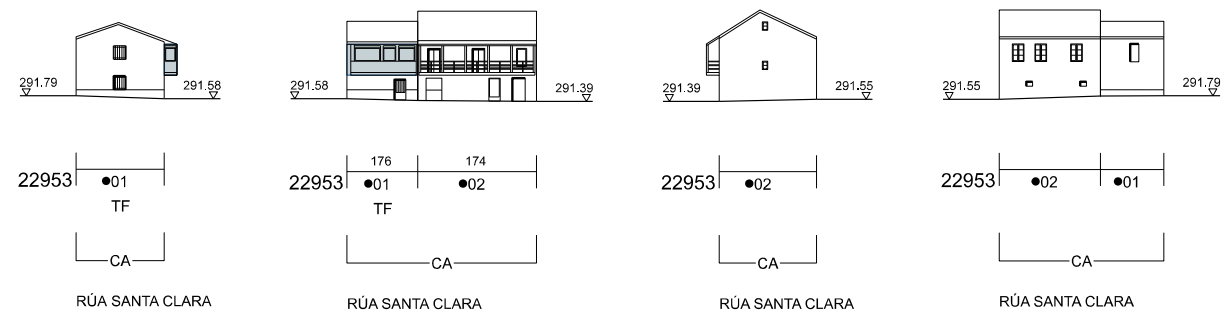 291.79 291.58 291.58 291.39 291.39 291.55 291.55 291.79
176 174
22953 01 22953 01 02 22953 02 22953 02 01
TF TF
CA CA CA CA
RÚA SANTA CLARA RÚA SANTA CLARA RÚA SANTA CLARA RÚA SANTA CLARA